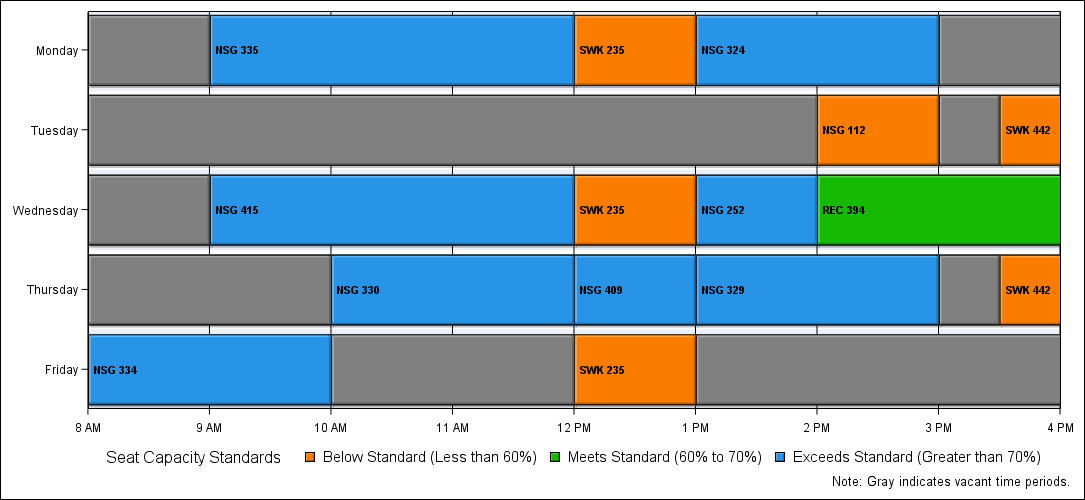 Monday NSG 335 SWK 235 NSG 324
Tuesday NSG 112 SWK 442
Wednesday NSG 415 SWK 235 NSG 252 REC 394
Thursday NSG 330 NSG 409 NSG 329 SWK 442
Friday NSG 334 SWK 235
8 AM 9 AM 10 AM 11 AM 12 PM 1 PM 2 PM 3 PM 4 PM
Seat Capacity Standards Below Standard (Less than 60%) Meets Standard (60% to 70%) Exceeds Standard (Greater than 70%)
Note: Gray indicates vacant time periods.